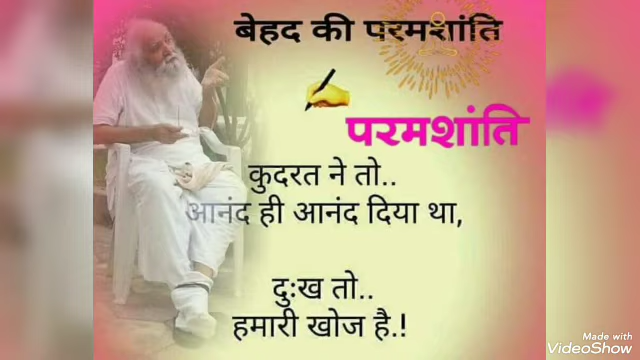 बेहद की परमशांति
परमशांति
कुदरत ने तो..
आनंद ही आनंद दिया था,
दुःख तो..
हमारी खोज है.!
Made with
VideoShow